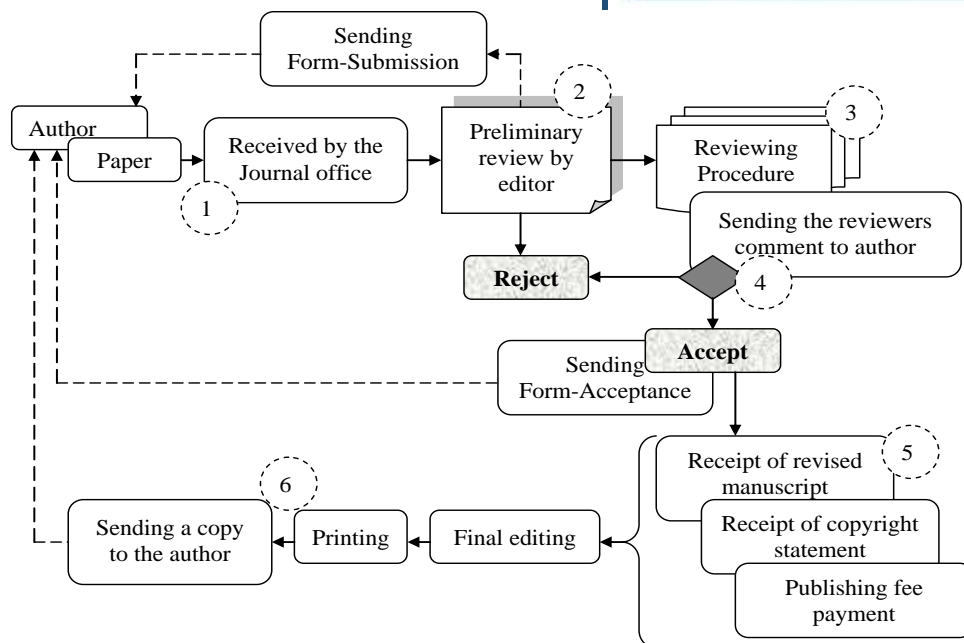 Sending
Form-Submission
2
3
Author
Paper
Received by the
Journal office
1
Preliminary
review by
editor
Reviewing
Procedure
Sending the reviewers
comment to author
Reject
4
Accept
Sending
Form-Acceptance
5
Receipt of revised
manuscript
Receipt of copyright
statement
Publishing fee
payment
Final editing
Printing
6
Sending a copy
to the author